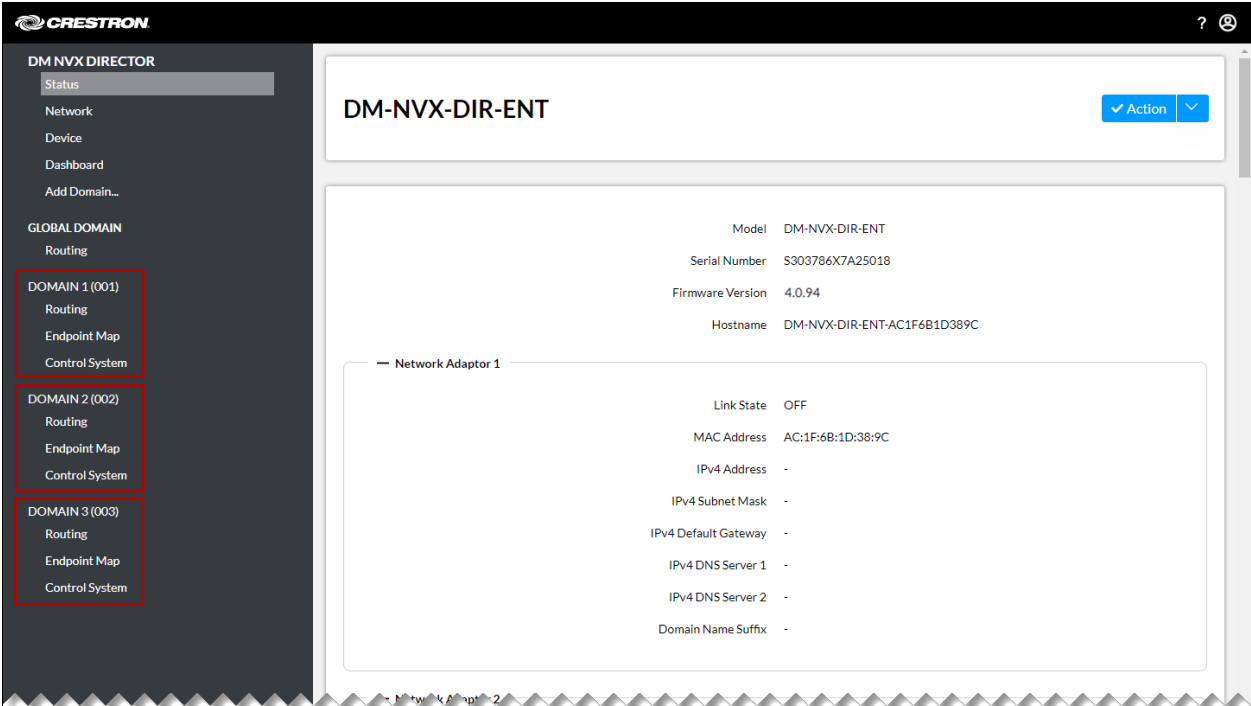 CRESTRON.
?
DM NVX DIRECTOR
Status
Network
Device
Dashboard
Add Domain...
GLOBAL DOMAIN
Routing
DOMAIN 1 (001)
Routing
Endpoint Map
Control System
DOMAIN 2 (002)
Routing
Endpoint Map
Control System
DOMAIN 3 (003)
Routing
Endpoint Map
Control System
DM-NVX-DIR-ENT
Action
Model DM-NVX-DIR-ENT
Serial Number S303786X7A25018
Firmware Version 4.0.94
Hostname DM-NVX-DIR-ENT-AC1F6B1D389C
Network Adaptor 1
Link State OFF
MAC Address AC:1F:6B:1D:38:9C
IPv4 Address -
IPv4 Subnet Mask -
IPv4 Default Gateway -
IPv4 DNS Server 1 -
IPv4 DNS Server 2 -
Domain Name Suffix -
Network Adaptor 2